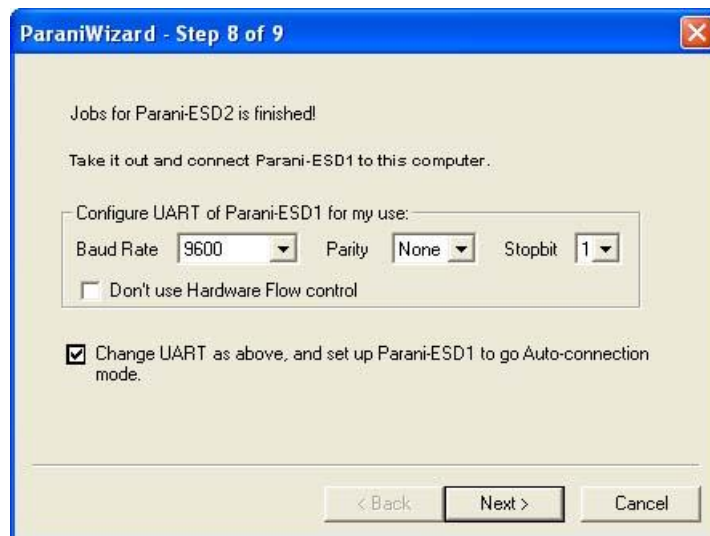 ParaniWizard - Step 8 of 9
Jobs for Parani-ESD2 is finished!
Take it out and connect Parani-ESD1 to this computer.
Configure UART of Parani-ESD1 for my use:
Baud Rate 9600 Parity None Stopbit 1
Don't use Hardware Flow control
Change UART as above, and set up Parani-ESD1 to go Auto-connection
mode.
< Back Next > Cancel